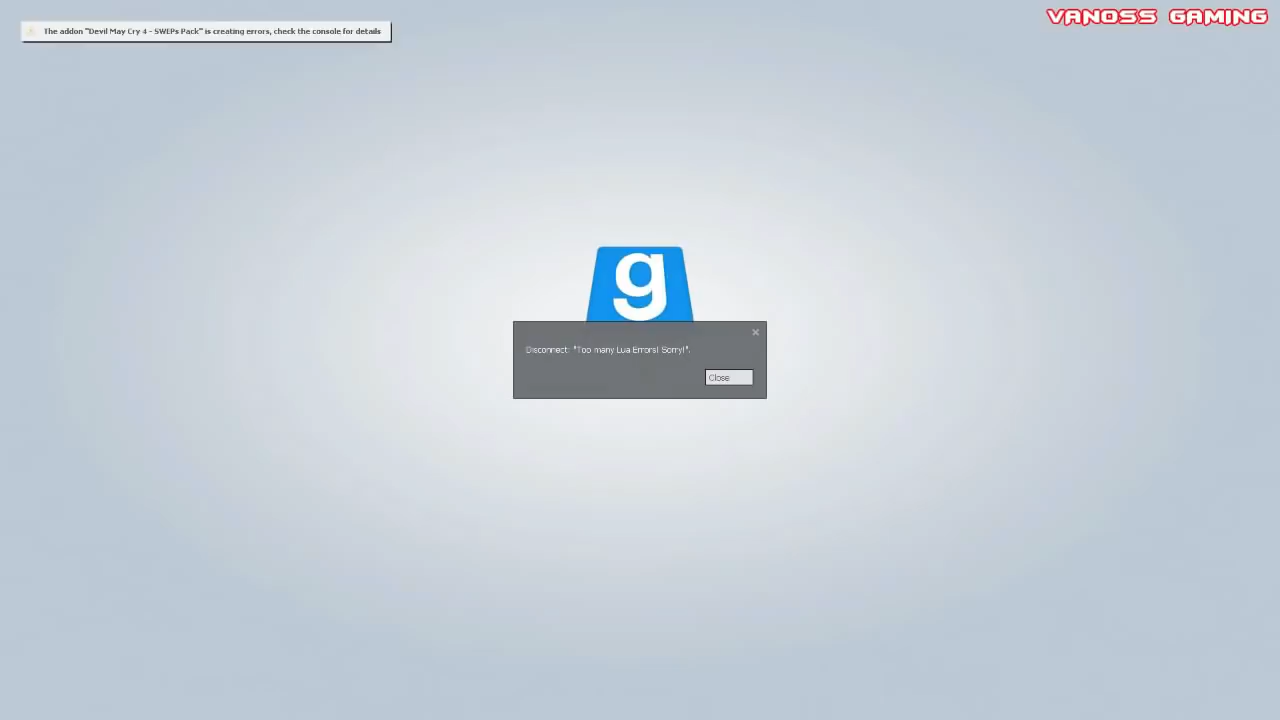 VANOSS GAMING
The addon "Devil May Cry 4 - SWEPs Pack" is creating errors, check the console for details
g
Disconnect: "Too many Lua Errors! Sorry!".
Close